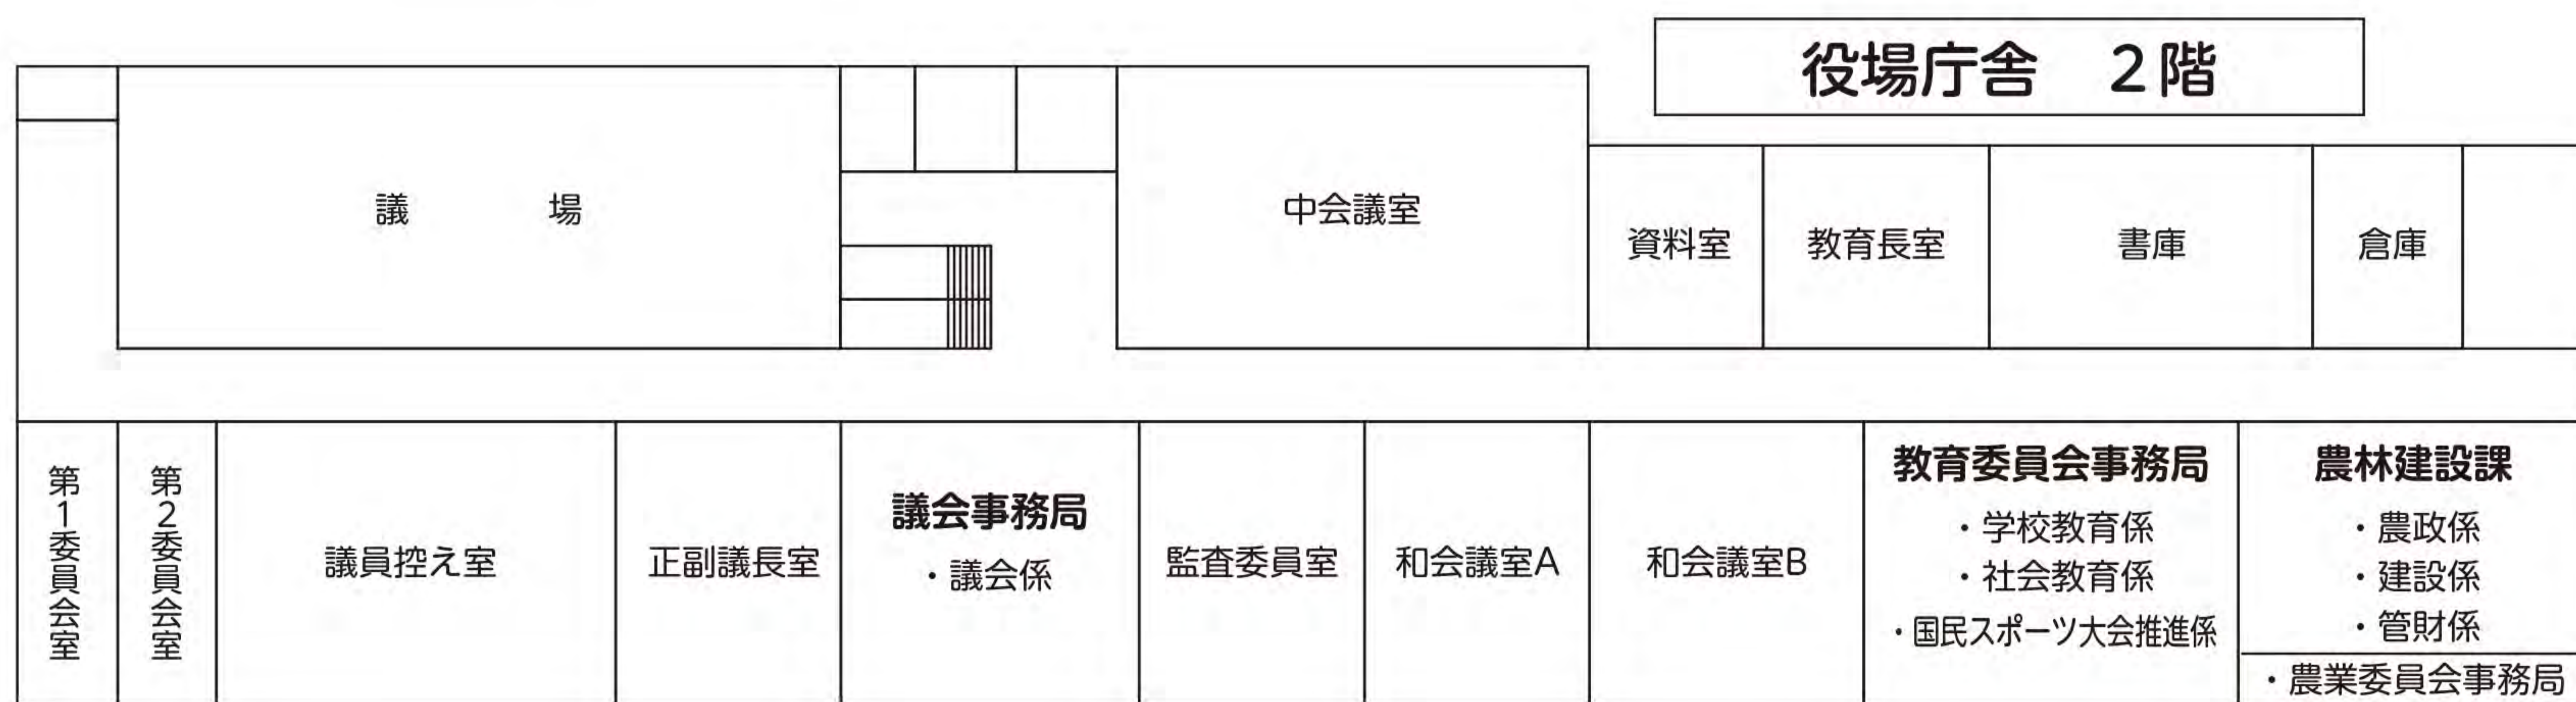 役場庁舎　2階
議　場
中会議室
資料室
教育長室
書庫
倉庫
第1委員会室
第2委員会室
議員控え室
正副議長室
議会事務局
・議会係
監査委員室
和会議室A
和会議室B
教育委員会事務局
・学校教育係
・社会教育係
・国民スポーツ大会推進係
農林建設課
・農政係
・建設係
・管財係
・農業委員会事務局